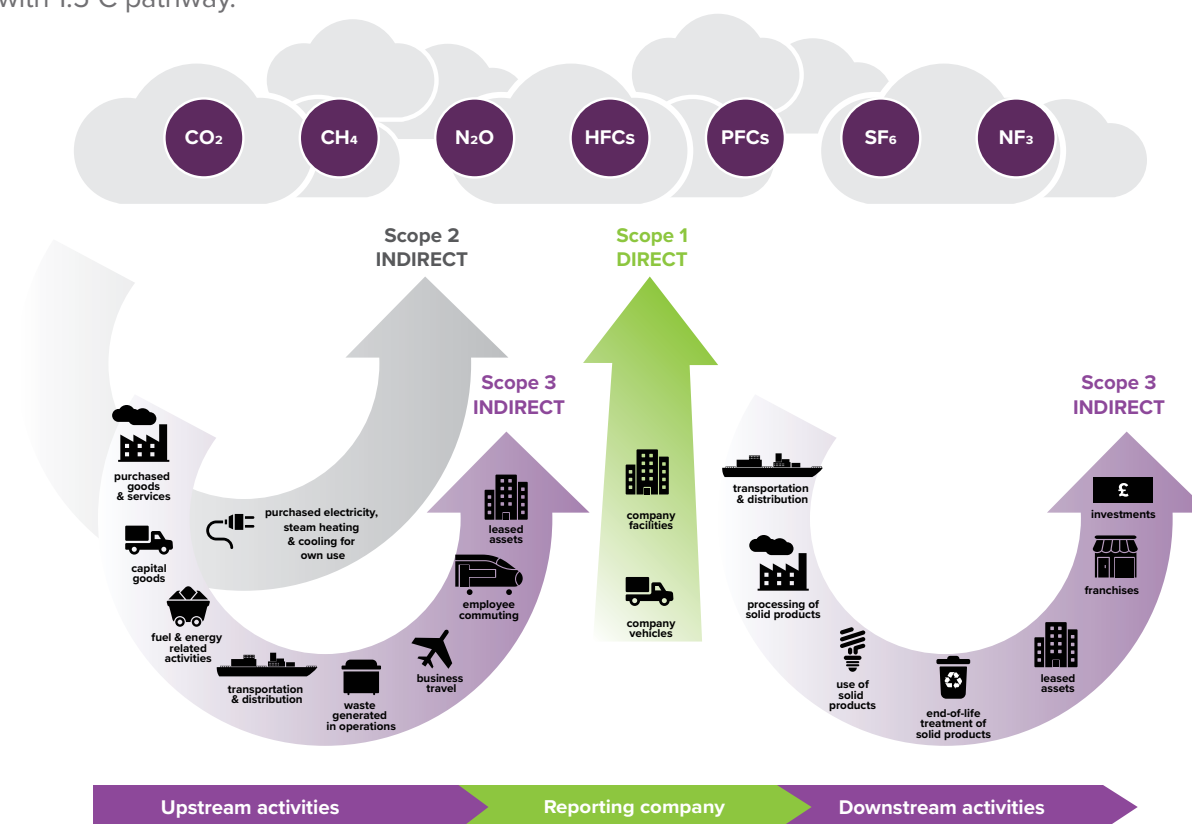 with 1.5°C pathway.
CO₂
CH₄
N₂O
HFCs
PFCs
SF₆
NF₃
Scope 2
INDIRECT
Scope 1
DIRECT
Scope 3
INDIRECT
Scope 3
INDIRECT
purchased
goods
& services
capital
goods
fuel & energy
related
activities
transportation
& distribution
waste
generated
in operations
business
travel
employee
commuting
leased
assets
purchased electricity,
steam heating
& cooling for
own use
company
facilities
company
vehicles
transportation
& distribution
processing of
solid products
use of
solid
products
end-of-life
treatment of
solid products
leased
assets
franchises
£
investments
Upstream activities
Reporting company
Downstream activities